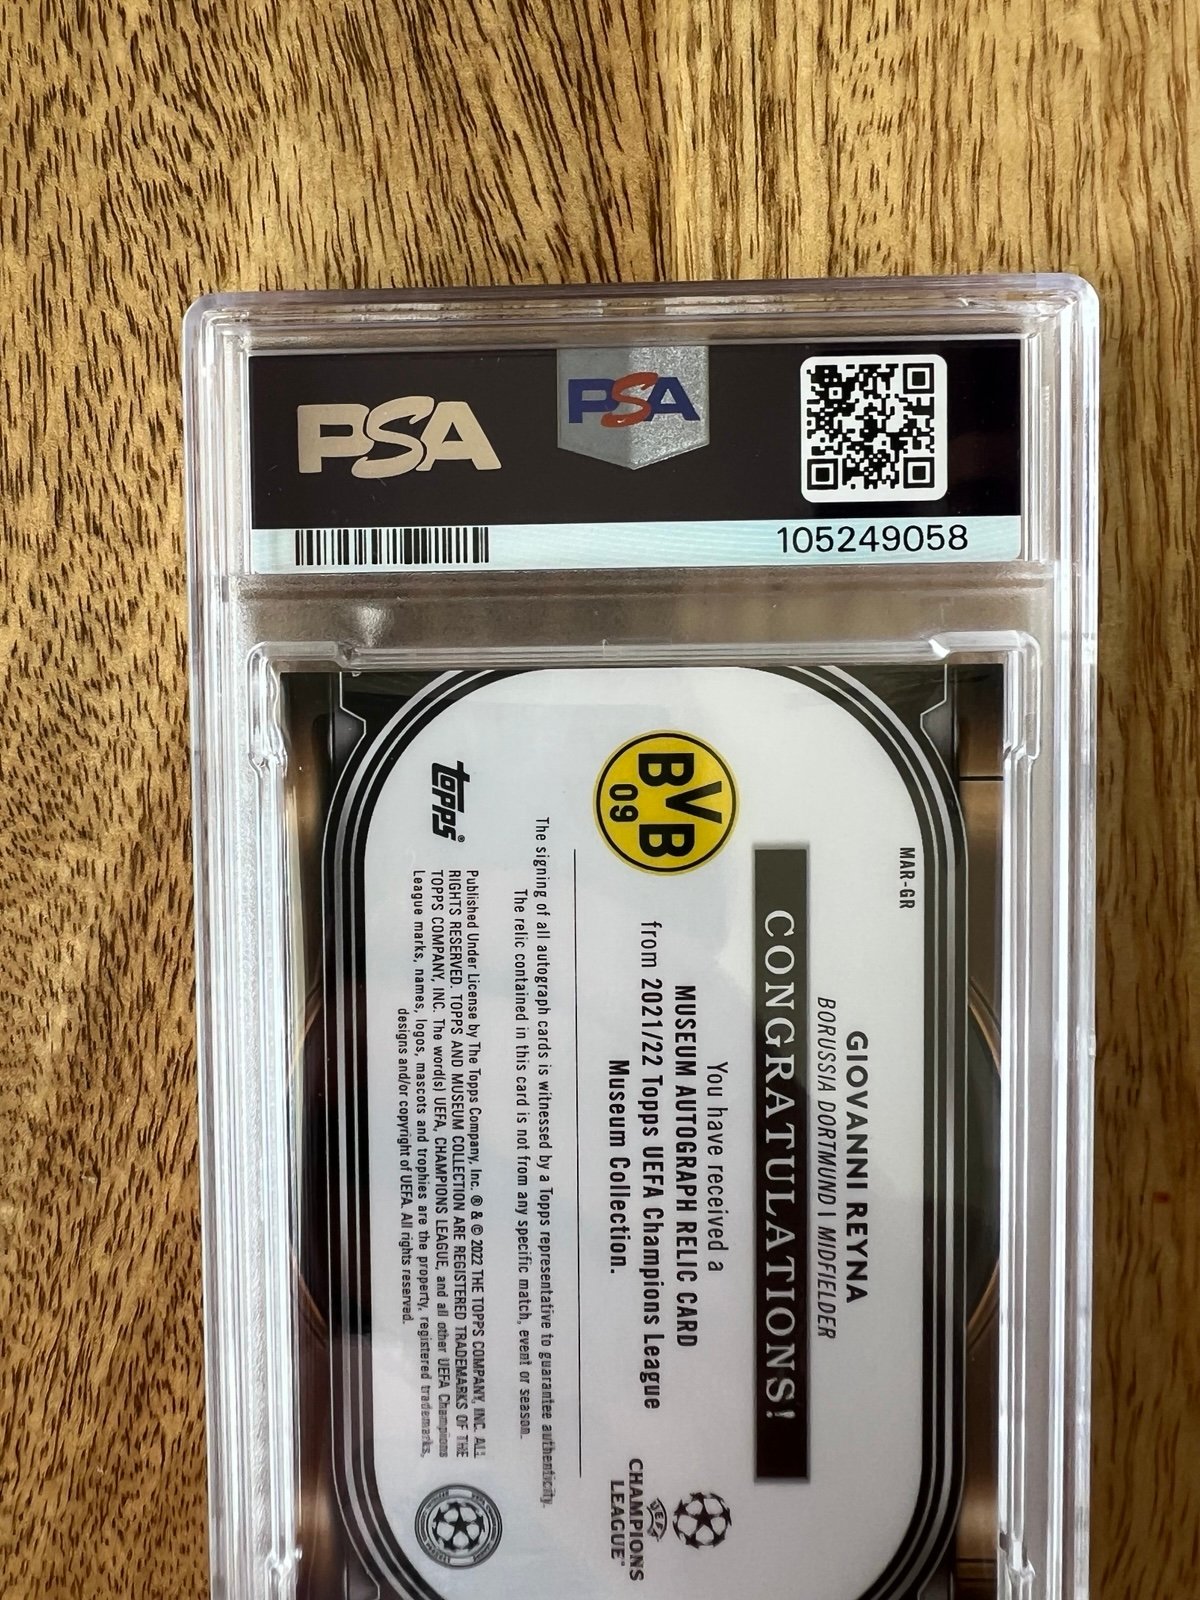 PSA
PSA
105249058
MAR-GR
GIOVANNI REYNA
BORUSSIA DORTMUND | MIDFIELDER
CONGRATULATIONS!
BVB
09
You have received a
MUSEUM AUTOGRAPH RELIC CARD
from 2021/22 Topps UEFA Champions League
Museum Collection.
UEFA
CHAMPIONS
LEAGUE™
The signing of all autograph cards is witnessed by a Topps representative to guarantee authenticity.
The relic contained in this card is not from any specific match, event or season.
topps®
Published Under License by The Topps Company, Inc. ® & © 2022 THE TOPPS COMPANY, INC. ALL
RIGHTS RESERVED. TOPPS AND MUSEUM COLLECTION ARE REGISTERED TRADEMARKS OF THE
TOPPS COMPANY, INC. The word(s) UEFA, CHAMPIONS LEAGUE, and all other UEFA Champions
League marks, names, logos, mascots and trophies are the property, registered trademarks,
designs and/or copyright of UEFA. All rights reserved.